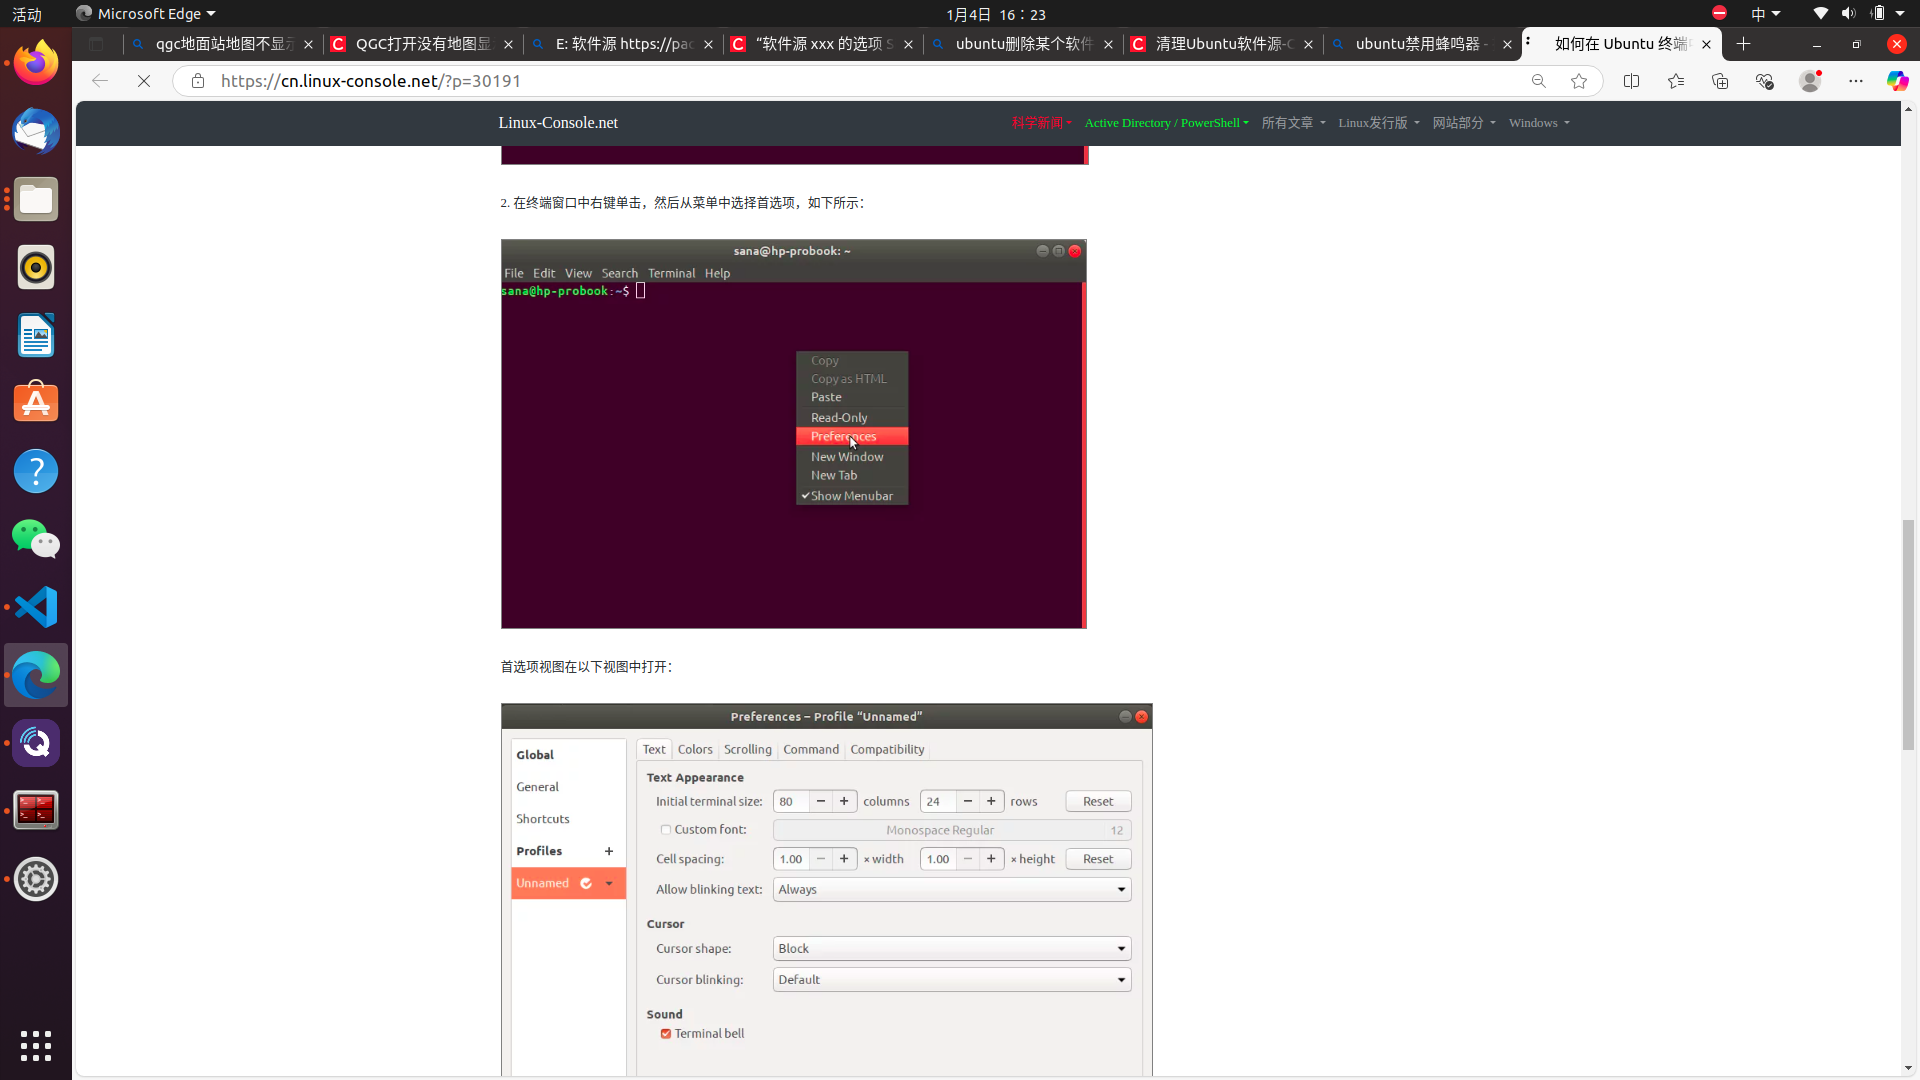 活动
Microsoft Edge
1月4日 16：23
中
qgc地面站地图不显示
QGC打开没有地图显
E: 软件源 https://pac
“软件源 xxx 的选项 S
ubuntu删除某个软件
清理Ubuntu软件源-C
ubuntu禁用蜂鸣器 -
如何在 Ubuntu 终端
https://cn.linux-console.net/?p=30191
Linux-Console.net
科学新闻
Active Directory / PowerShell
所有文章
Linux发行版
网站部分
Windows
2. 在终端窗口中右键单击，然后从菜单中选择首选项，如下所示：
sana@hp-probook: ~
File Edit View Search Terminal Help
sana@hp-probook:~$
Copy
Copy as HTML
Paste
Read-Only
Preferences
New Window
New Tab
Show Menubar
首选项视图在以下视图中打开：
Preferences – Profile “Unnamed”
Global
General
Shortcuts
Profiles +
Unnamed
Text Colors Scrolling Command Compatibility
Text Appearance
Initial terminal size: 80 − + columns 24 − + rows Reset
Custom font: Monospace Regular 12
Cell spacing: 1.00 − + × width 1.00 − + × height Reset
Allow blinking text: Always
Cursor
Cursor shape: Block
Cursor blinking: Default
Sound
Terminal bell